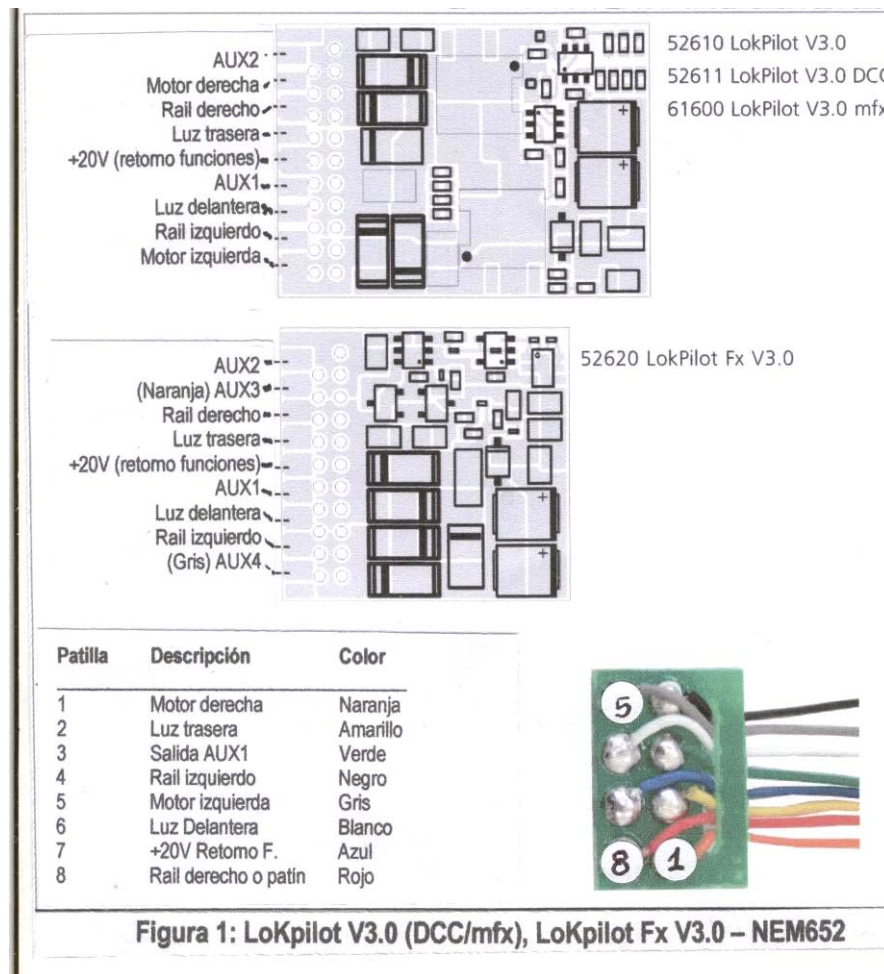 AUX2
Motor derecha
Rail derecho
Luz trasera
+20V (retorno funciones)
AUX1
Luz delantera
Rail izquierdo
Motor izquierda
52610 LokPilot V3.0
52611 LokPilot V3.0 DCC
61600 LokPilot V3.0 mfx
+
+
AUX2
(Naranja) AUX3
Rail derecho
Luz trasera
+20V (retorno funciones)
AUX1
Luz delantera
Rail izquierdo
(Gris) AUX4
52620 LokPilot Fx V3.0
+
+
Patilla Descripción Color
1 Motor derecha Naranja
2 Luz trasera Amarillo
3 Salida AUX1 Verde
4 Rail izquierdo Negro
5 Motor izquierda Gris
6 Luz Delantera Blanco
7 +20V Retorno F. Azul
8 Rail derecho o patín Rojo
5
8 1
Figura 1: LoKpilot V3.0 (DCC/mfx), LoKpilot Fx V3.0 – NEM652